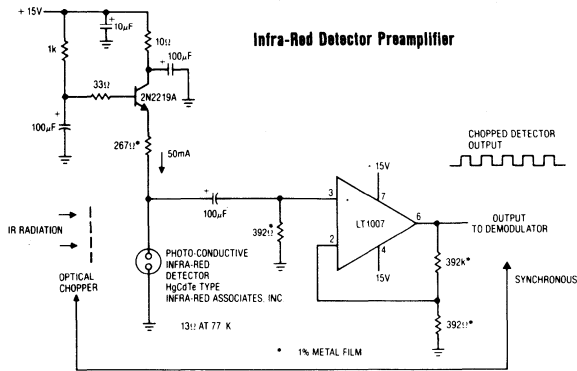 + 15V
10µF
10Ω
Infra-Red Detector Preamplifier
1k
100µF
33Ω
2N2219A
100µF
267Ω*
50mA
CHOPPED DETECTOR
OUTPUT
- 15V
3
7
LT1007
6
OUTPUT
TO DEMODULATOR
100µF
392Ω*
2
4
15V
IR RADIATION
PHOTO-CONDUCTIVE
INFRA-RED
DETECTOR
HgCdTe TYPE
INFRA-RED ASSOCIATES. INC.
13Ω AT 77 K
392k*
SYNCHRONOUS
OPTICAL
CHOPPER
392Ω*
* 1% METAL FILM